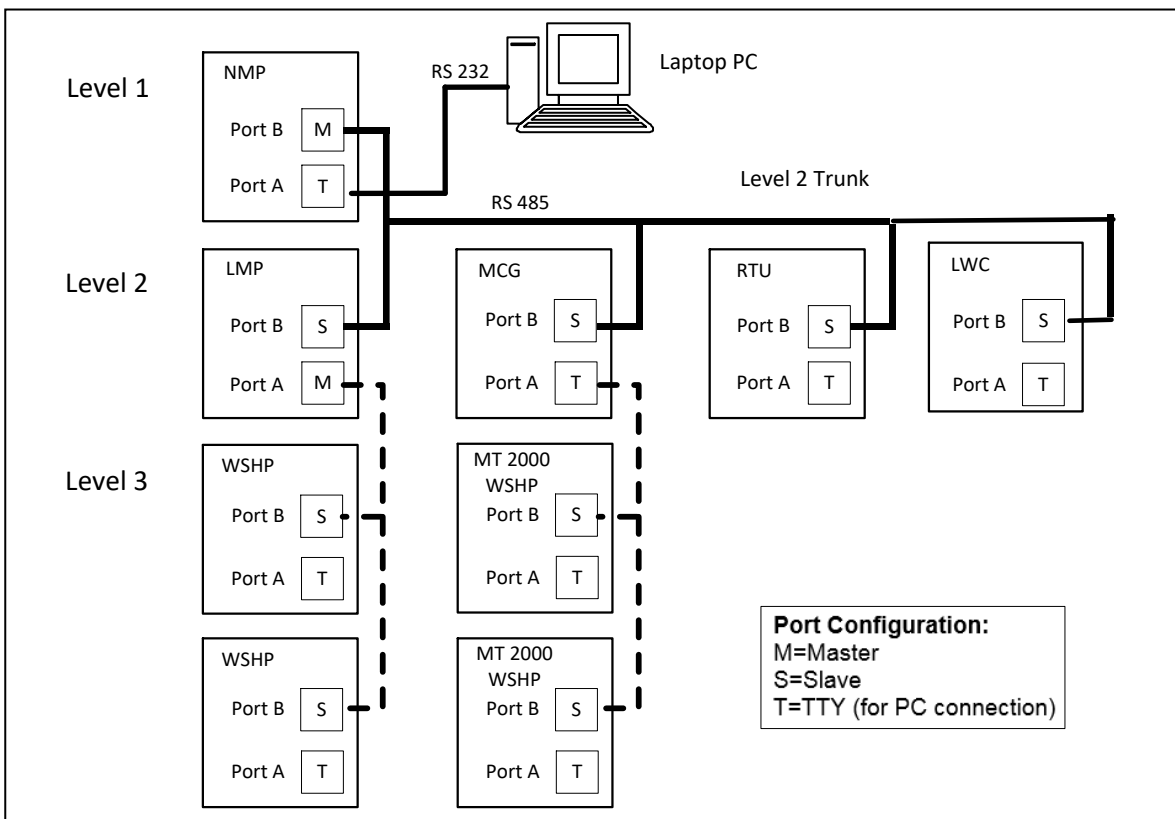 Level 1
NMP
Port B M
Port A T
RS 232
Laptop PC
Level 2 Trunk
RS 485
Level 2
LMP
Port B S
Port A M
MCG
Port B S
Port A T
RTU
Port B S
Port A T
LWC
Port B S
Port A T
Level 3
WSHP
Port B S
Port A T
MT 2000
WSHP
Port B S
Port A T
WSHP
Port B S
Port A T
MT 2000
WSHP
Port B S
Port A T
Port Configuration:
M=Master
S=Slave
T=TTY (for PC connection)